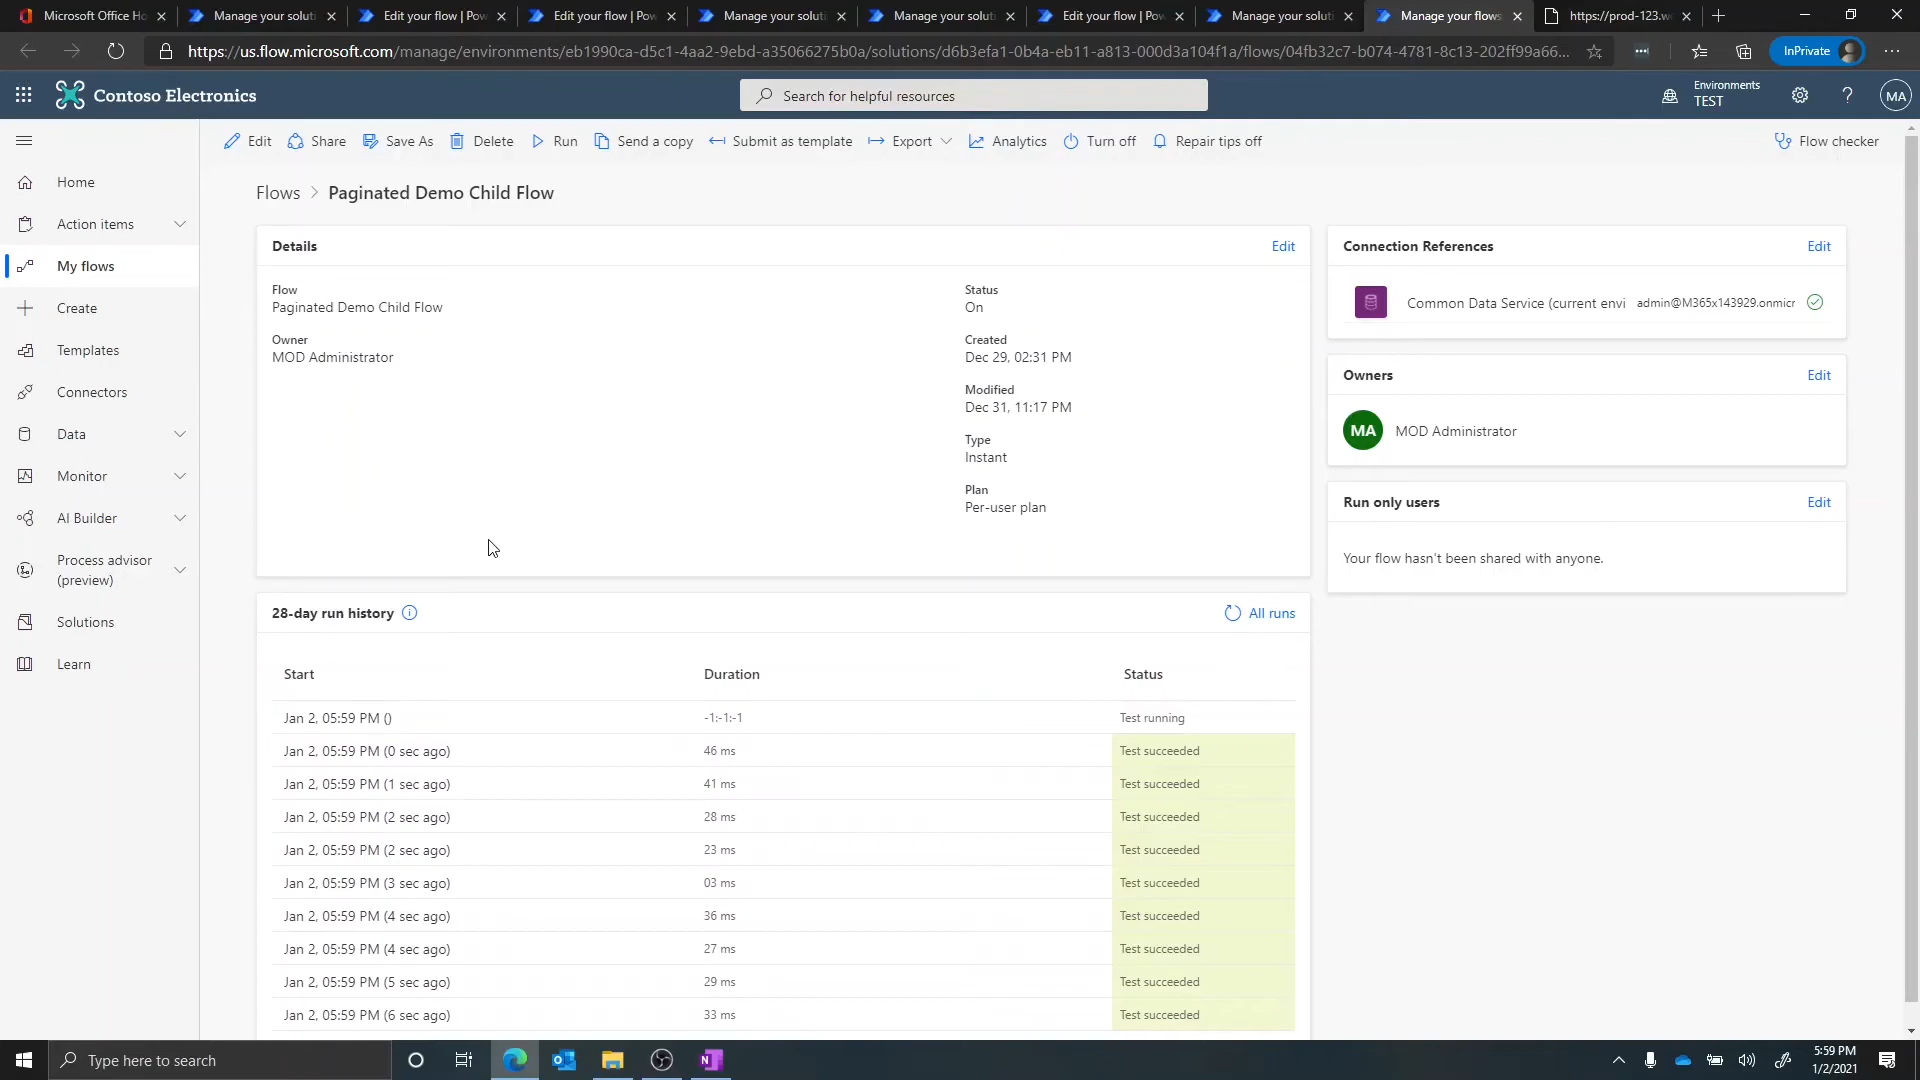 Microsoft Office Ho
Manage your soluti
Edit your flow | Pow
Edit your flow | Pow
Manage your soluti
Manage your soluti
Edit your flow | Pow
Manage your soluti
Manage your flows
https://prod-123.we
https://us.flow.microsoft.com/manage/environments/eb1990ca-d5c1-4aa2-9ebd-a35066275b0a/solutions/d6b3efa1-0b4a-eb11-a813-000d3a104f1a/flows/04fb32c7-b074-4781-8c13-202ff99a66...
InPrivate
Contoso Electronics
Search for helpful resources
Environments
TEST
MA
Edit
Share
Save As
Delete
Run
Send a copy
Submit as template
Export
Analytics
Turn off
Repair tips off
Flow checker
Home
Action items
My flows
Create
Templates
Connectors
Data
Monitor
AI Builder
Process advisor
(preview)
Solutions
Learn
Flows > Paginated Demo Child Flow
Details
Edit
Flow
Paginated Demo Child Flow
Owner
MOD Administrator
Status
On
Created
Dec 29, 02:31 PM
Modified
Dec 31, 11:17 PM
Type
Instant
Plan
Per-user plan
Connection References
Edit
Common Data Service (current envi
admin@M365x143929.onmicr
Owners
Edit
MA
MOD Administrator
Run only users
Edit
Your flow hasn't been shared with anyone.
28-day run history
All runs
Start Duration Status
Jan 2, 05:59 PM () -1:-1:-1 Test running
Jan 2, 05:59 PM (0 sec ago) 46 ms Test succeeded
Jan 2, 05:59 PM (1 sec ago) 41 ms Test succeeded
Jan 2, 05:59 PM (2 sec ago) 28 ms Test succeeded
Jan 2, 05:59 PM (2 sec ago) 23 ms Test succeeded
Jan 2, 05:59 PM (3 sec ago) 03 ms Test succeeded
Jan 2, 05:59 PM (4 sec ago) 36 ms Test succeeded
Jan 2, 05:59 PM (4 sec ago) 27 ms Test succeeded
Jan 2, 05:59 PM (5 sec ago) 29 ms Test succeeded
Jan 2, 05:59 PM (6 sec ago) 33 ms Test succeeded
Type here to search
5:59 PM
1/2/2021